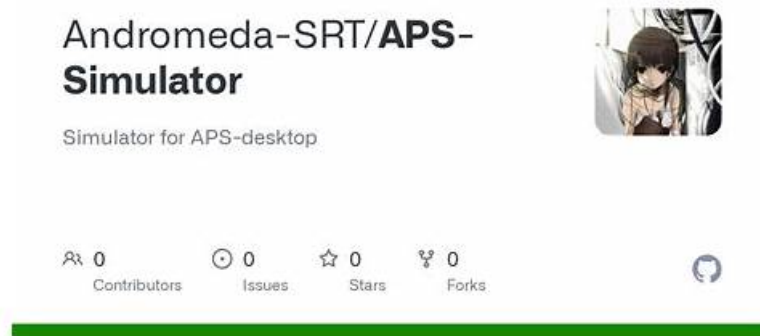 Andromeda-SRT/APS-
Simulator
Simulator for APS-desktop
0 0 0 0
Contributors Issues Stars Forks